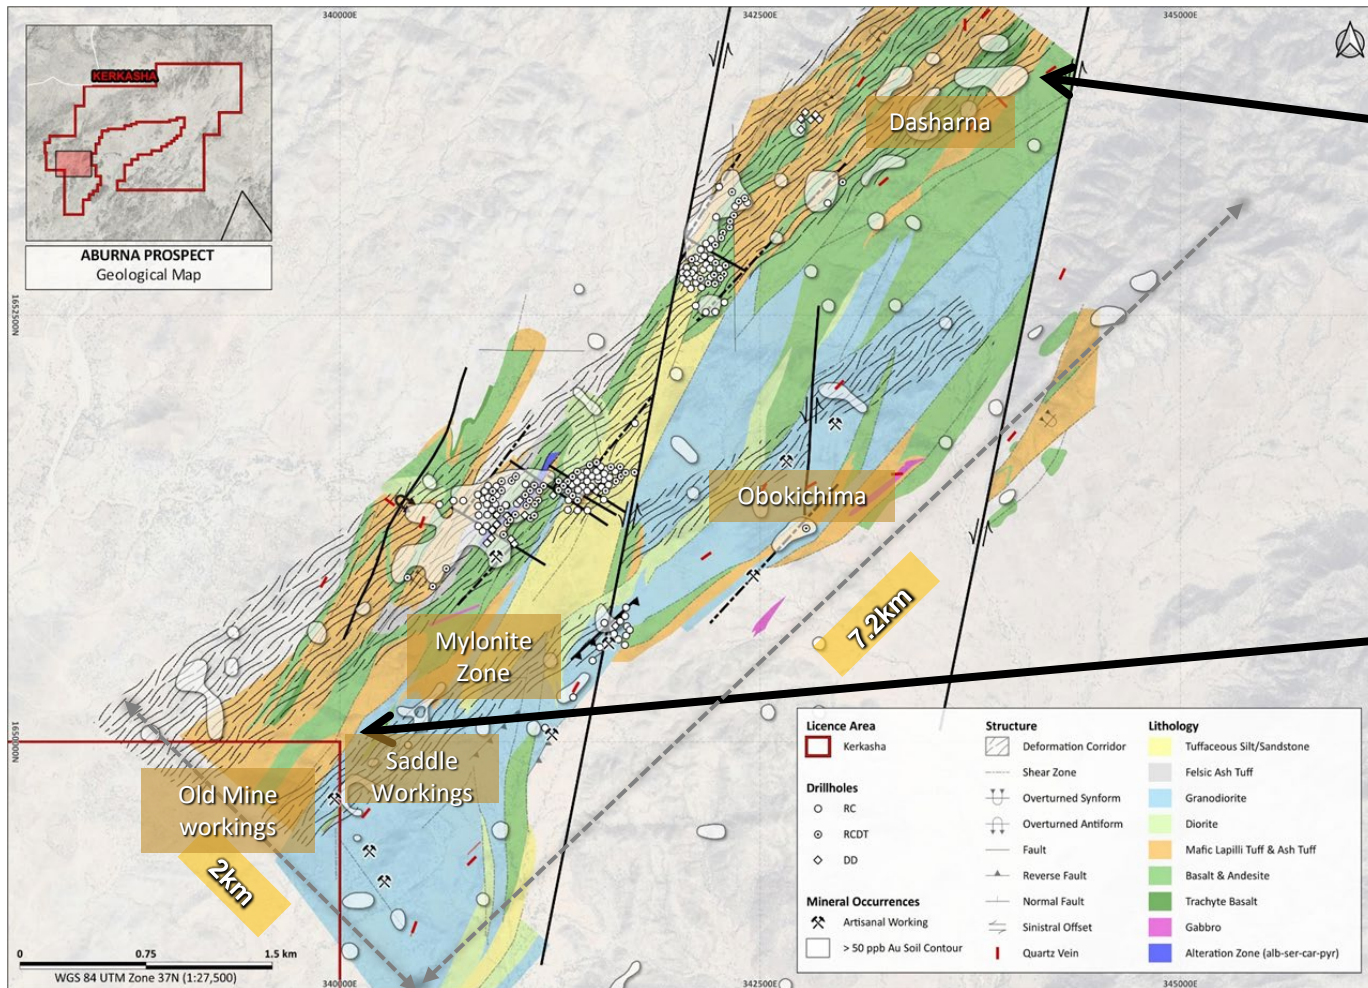 340000E
342500E
345000E
KERKASHA
ABURNA PROSPECT
Geological Map
Dasharna
1652500N
Obokichima
7.2km
Mylonite
Zone
1650000N
Saddle
Workings
Old Mine
workings
2km
0 0.75 1.5 km
WGS 84 UTM Zone 37N (1:27,500)
Licence Area
Kerkasha
Drillholes
RC
RCDT
DD
Mineral Occurrences
Artisanal Working
> 50 ppb Au Soil Contour
Structure
Deformation Corridor
Shear Zone
Overturned Synform
Overturned Antiform
Fault
Reverse Fault
Normal Fault
Sinistral Offset
Quartz Vein
Lithology
Tuffaceous Silt/Sandstone
Felsic Ash Tuff
Granodiorite
Diorite
Mafic Lapilli Tuff & Ash Tuff
Basalt & Andesite
Trachyte Basalt
Gabbro
Alteration Zone (alb-ser-car-pyr)
340000E
342500E
345000E